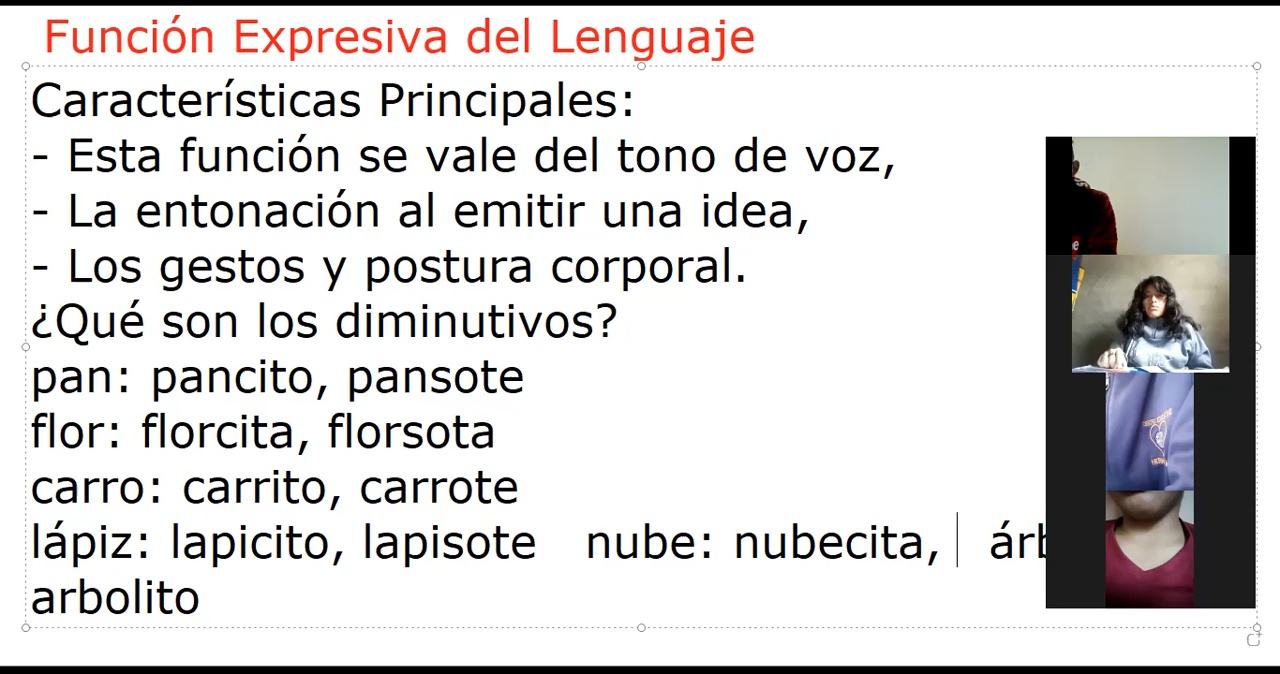 Función Expresiva del Lenguaje
Características Principales:
- Esta función se vale del tono de voz,
- La entonación al emitir una idea,
- Los gestos y postura corporal.
¿Qué son los diminutivos?
pan: pancito, pansote
flor: florcita, florsota
carro: carrito, carrote
lápiz: lapicito, lapisote nube: nubecita,
arbolito